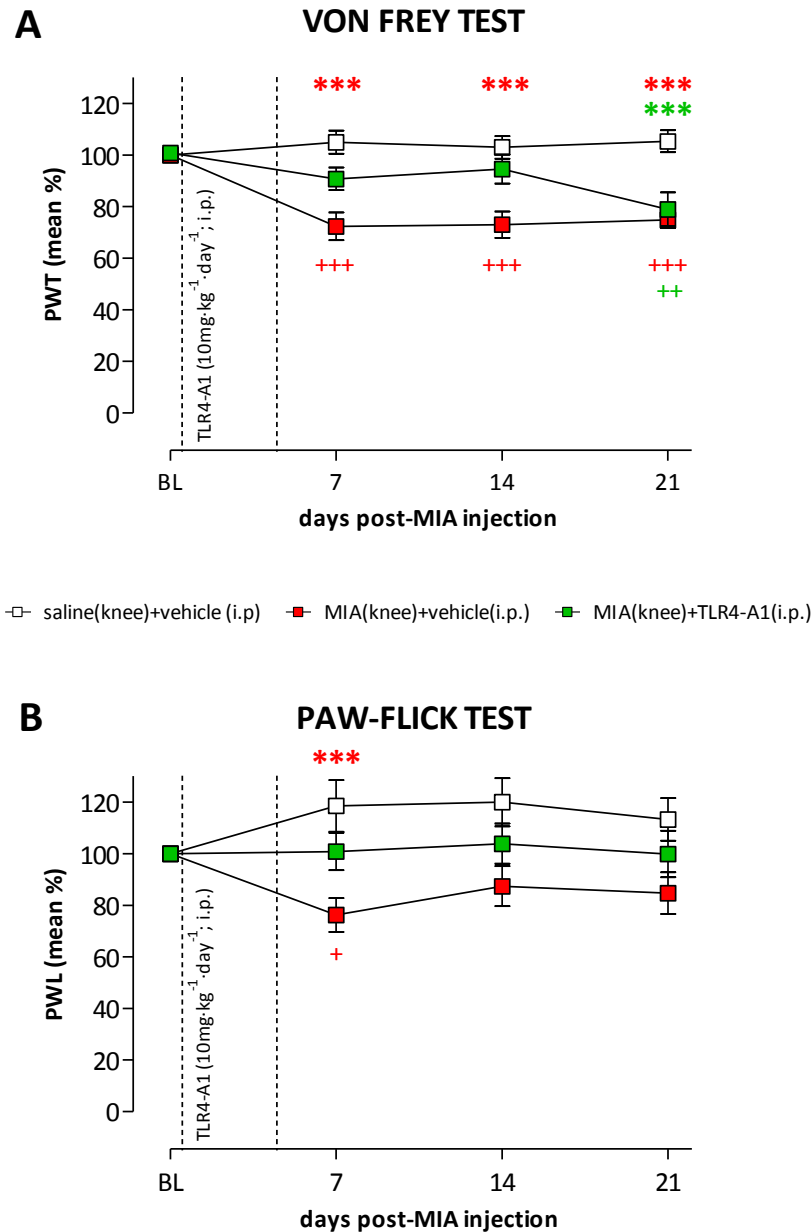 A
VON FREY TEST
***
***
***
***
120
100
80
60
40
20
0
PWT (mean %)
TLR4-A1 (10mg·kg⁻¹·day⁻¹; i.p.)
+++
+++
+++
++
BL
7
14
21
days post-MIA injection
saline(knee)+vehicle (i.p)
MIA(knee)+vehicle(i.p.)
MIA(knee)+TLR4-A1(i.p.)
B
PAW-FLICK TEST
***
120
100
80
60
40
20
0
PWL (mean %)
TLR4-A1 (10mg·kg⁻¹·day⁻¹; i.p.)
+
BL
7
14
21
days post-MIA injection